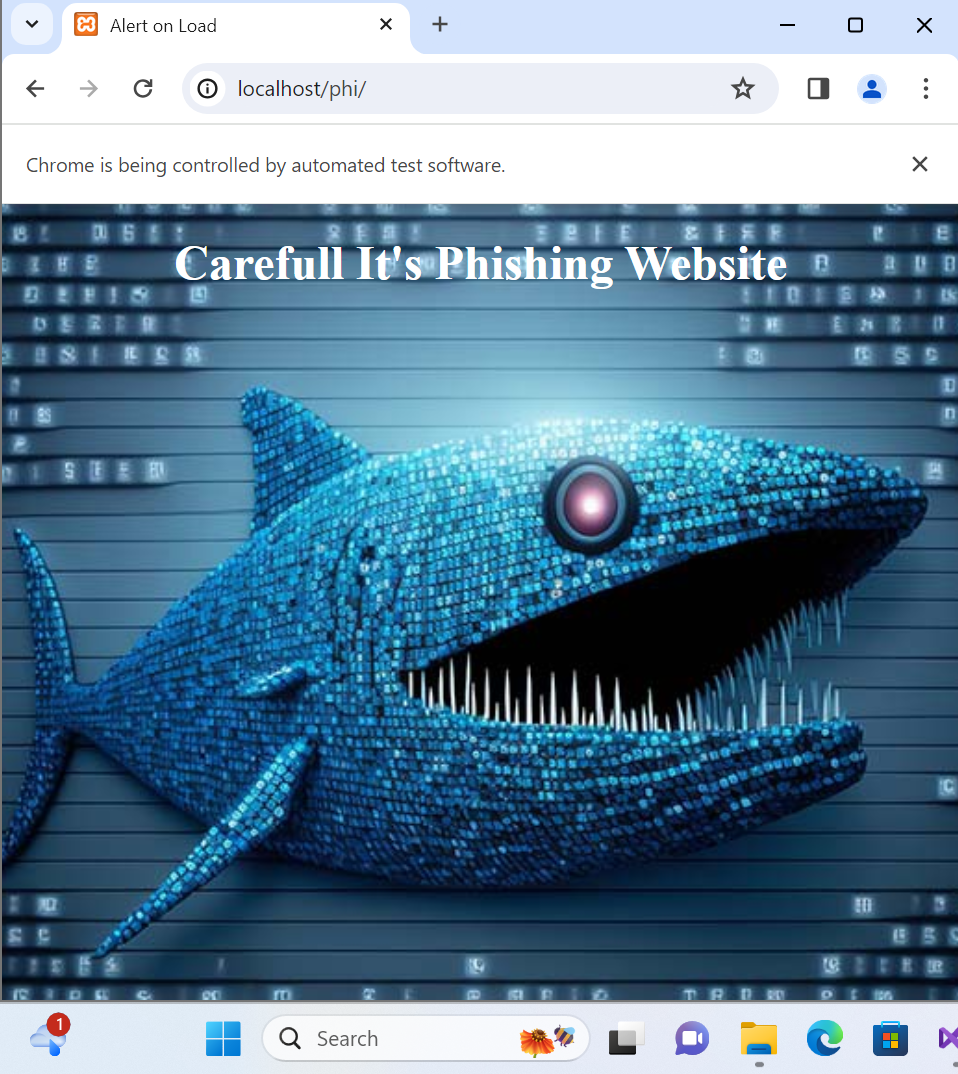 Alert on Load
localhost/phi/
Chrome is being controlled by automated test software.
Carefull It's Phishing Website
1
Search